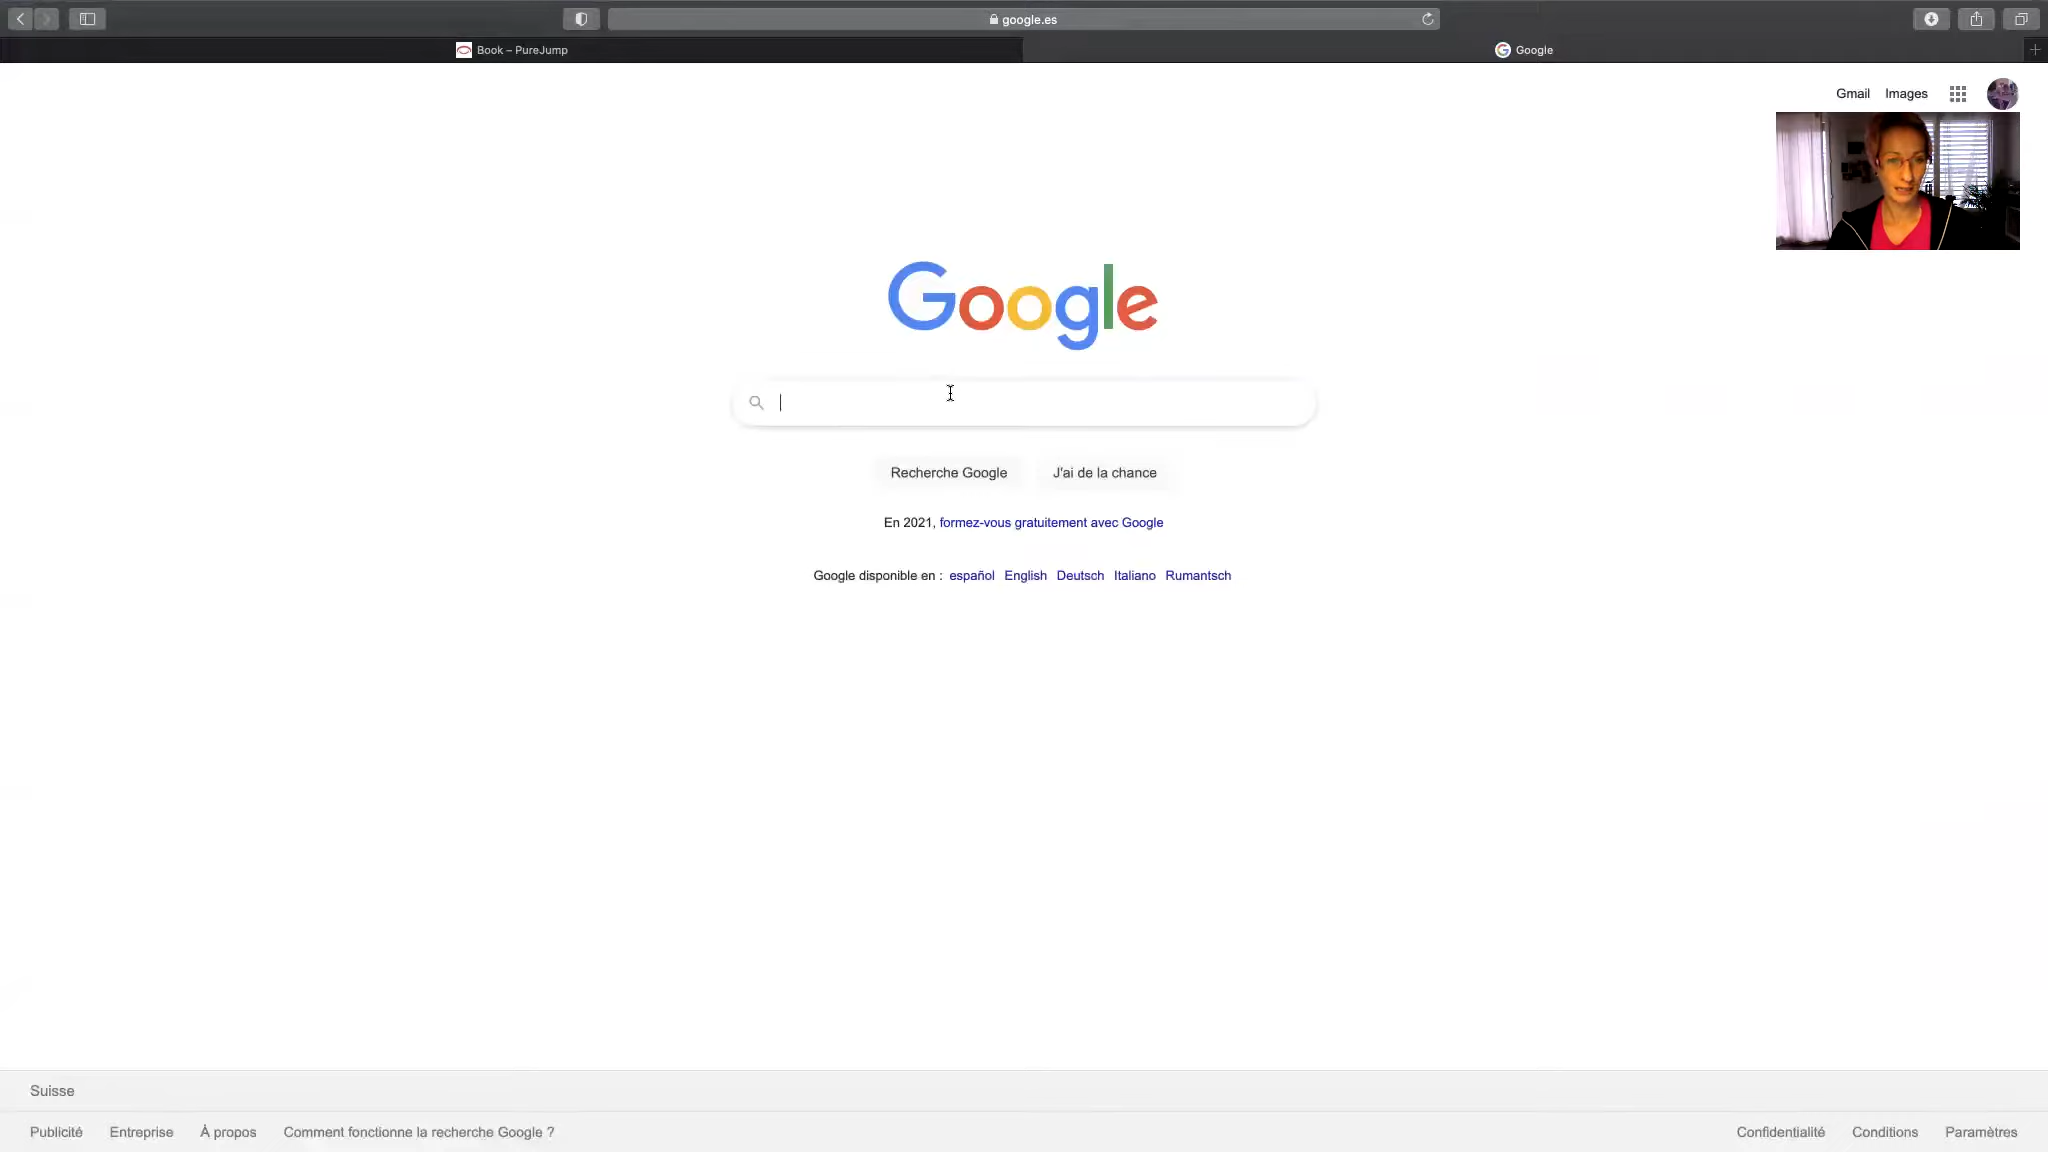 google.es
Book – PureJump
Google
Gmail Images
Google
Recherche Google J'ai de la chance
En 2021, formez-vous gratuitement avec Google
Google disponible en : español English Deutsch Italiano Rumantsch
Suisse
Publicité Entreprise À propos Comment fonctionne la recherche Google ? Confidentialité Conditions Paramètres